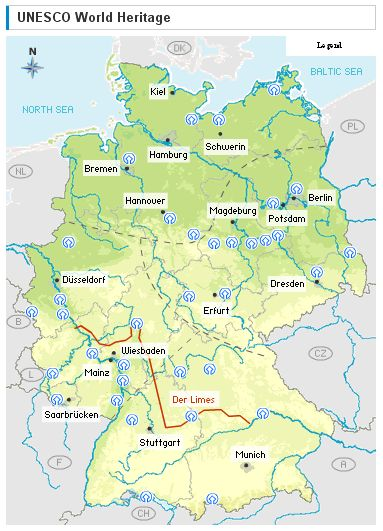 UNESCO World Heritage
Legend
N
DK
BALTIC SEA
NORTH SEA
Kiel
Schwerin
Hamburg
PL
Bremen
NL
Hannover
Magdeburg
Berlin
Potsdam
Düsseldorf
Dresden
Erfurt
B
Wiesbaden
CZ
Mainz
L
Der Limes
Saarbrücken
Stuttgart
Munich
F
A
CH